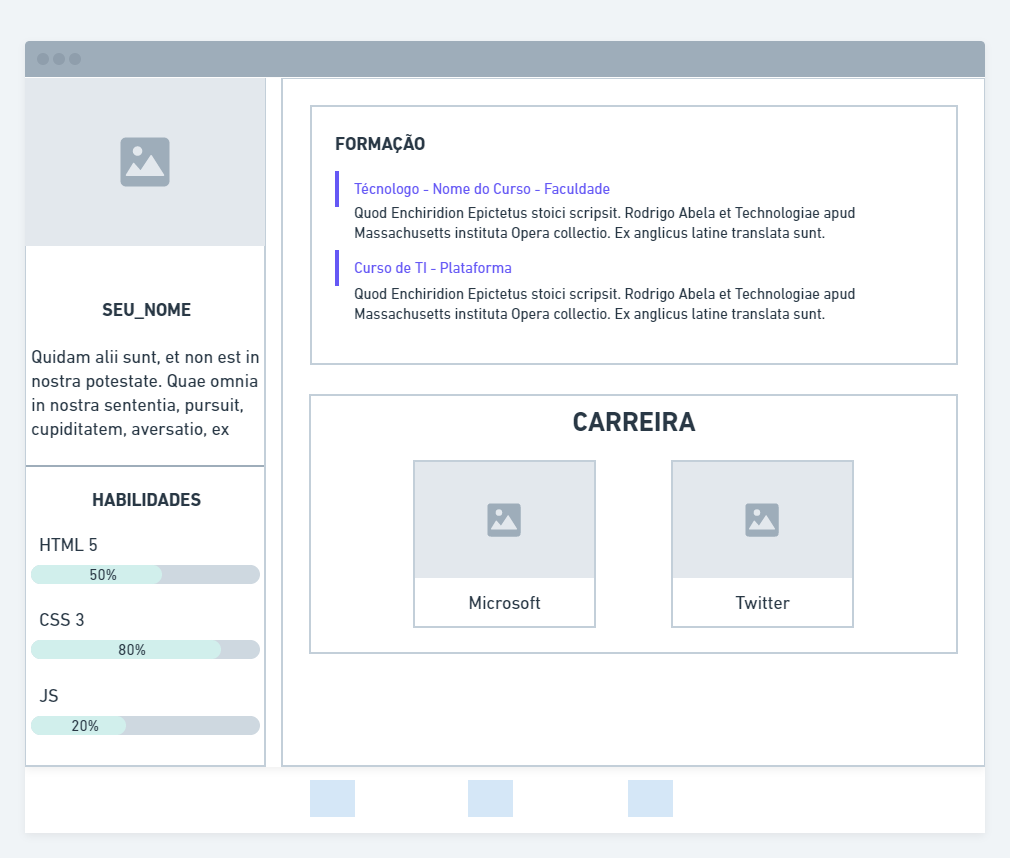 SEU_NOME
Quidam alii sunt, et non est in
nostra potestate. Quae omnia
in nostra sententia, pursuit,
cupiditatem, aversatio, ex
HABILIDADES
HTML 5
50%
CSS 3
80%
JS
20%
FORMAÇÃO
Técnologo - Nome do Curso - Faculdade
Quod Enchiridion Epictetus stoici scripsit. Rodrigo Abela et Technologiae apud
Massachusetts instituta Opera collectio. Ex anglicus latine translata sunt.
Curso de TI - Plataforma
Quod Enchiridion Epictetus stoici scripsit. Rodrigo Abela et Technologiae apud
Massachusetts instituta Opera collectio. Ex anglicus latine translata sunt.
CARREIRA
Microsoft
Twitter